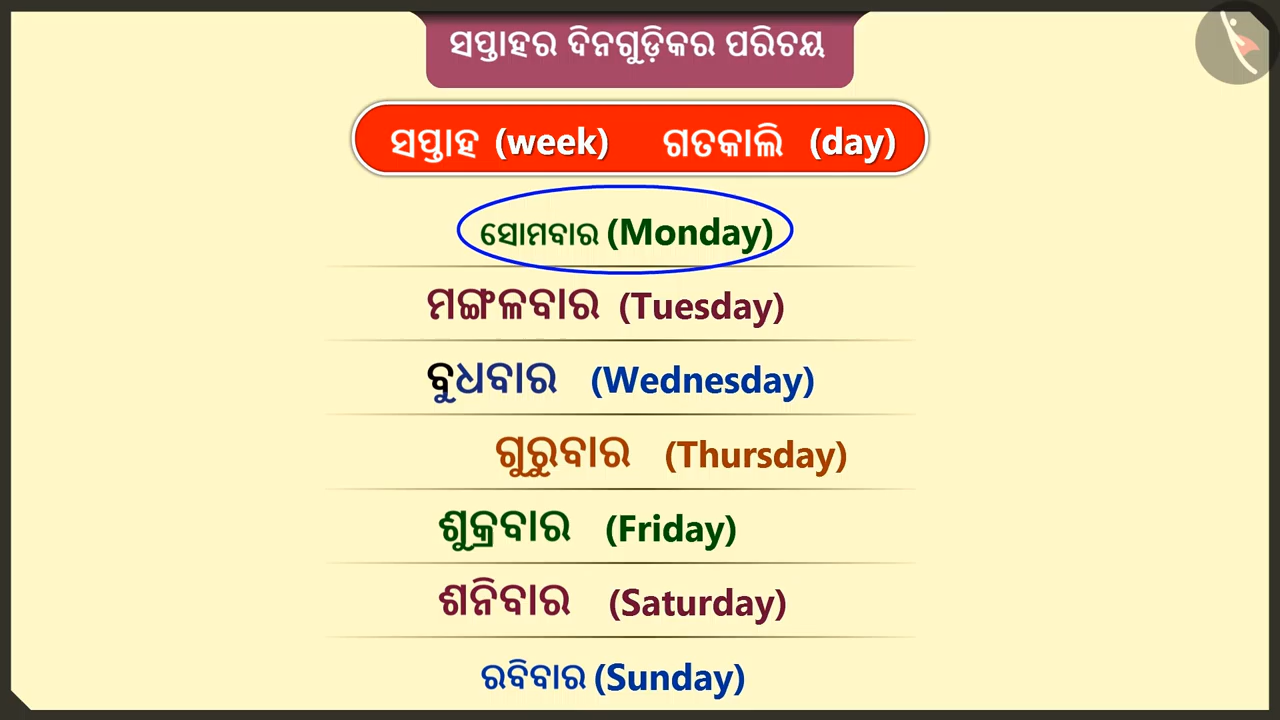 ସପ୍ତାହର ଦିନଗୁଡ଼ିକର ପରିଚୟ
ସପ୍ତାହ (week) ଗତକାଲି (day)
ସୋମବାର (Monday)
ମଙ୍ଗଳବାର (Tuesday)
ବୁଧବାର (Wednesday)
ଗୁରୁବାର (Thursday)
ଶୁକ୍ରବାର (Friday)
ଶନିବାର (Saturday)
ରବିବାର (Sunday)